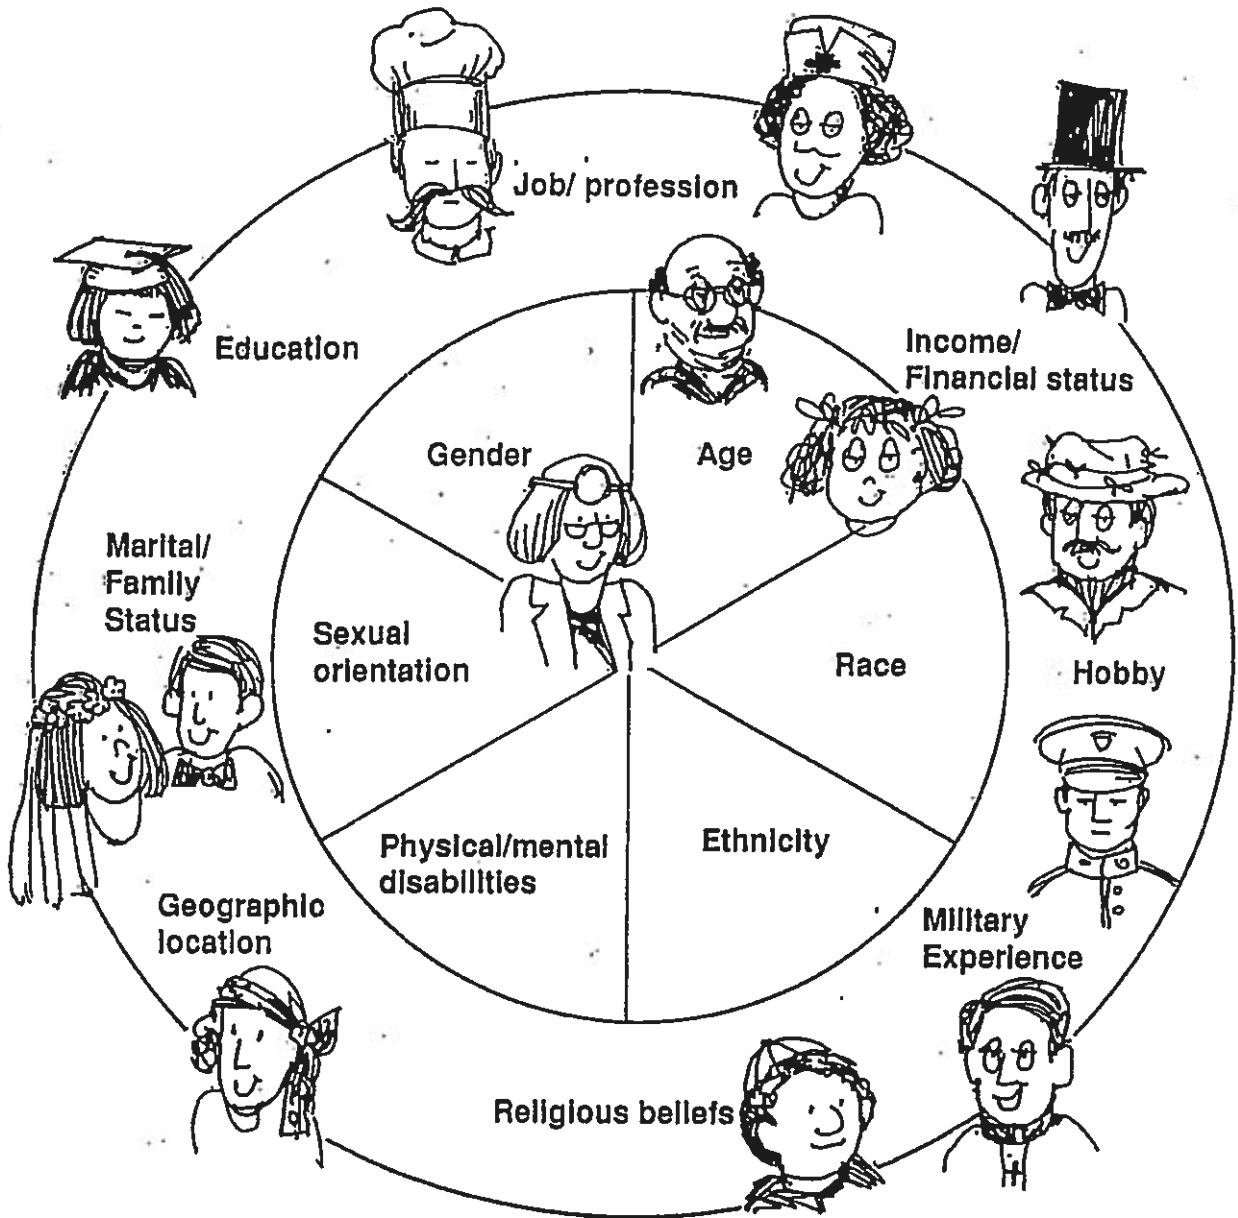 Job/ profession
Education
Income/
Financial status
Gender
Age
Marital/
Family
Status
Sexual
orientation
Race
Hobby
Physical/mental
disabilities
Ethnicity
Geographic
location
Military
Experience
Religious beliefs